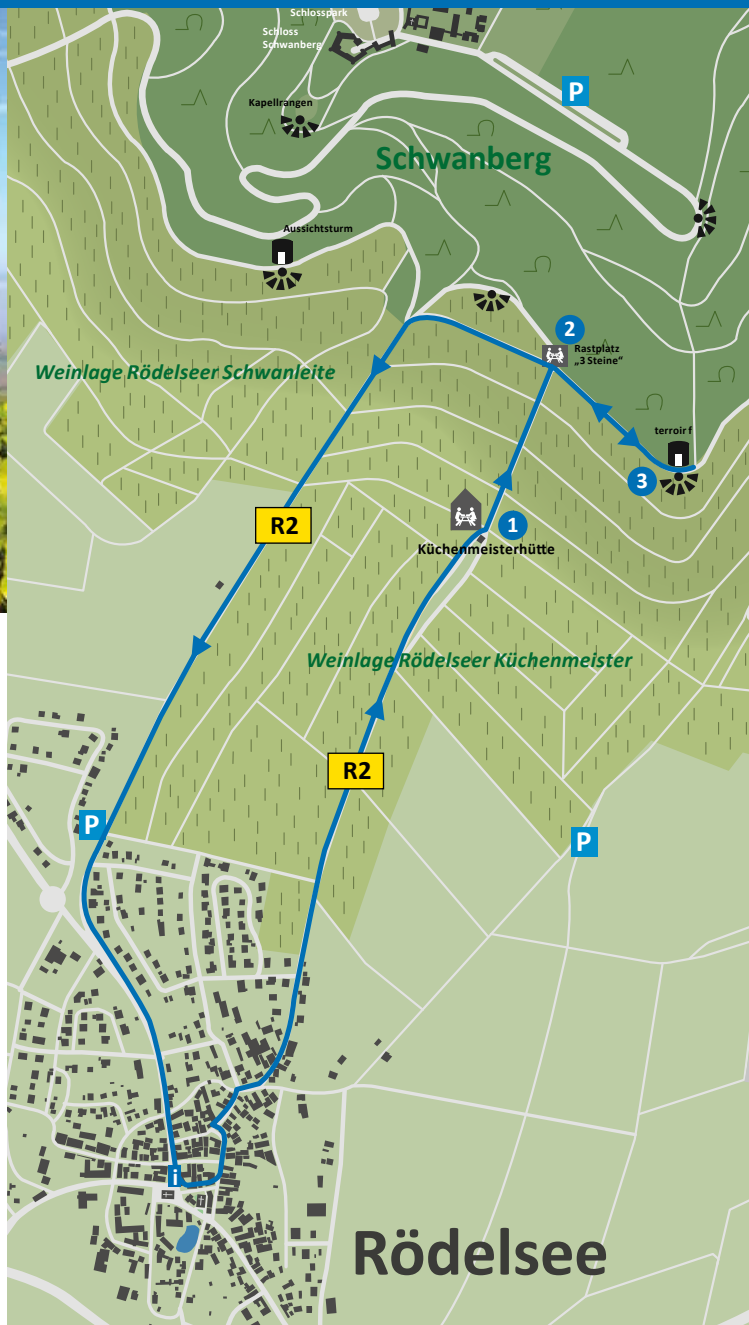 Schlosspark
Schloss
Schwanberg
P
Kapellrangen
Schwanberg
Aussichtsturm
2
Rastplatz
„3 Steine“
Weinlage Rödelseer Schwanleite
terroir f
3
R2
1
Küchenmeisterhütte
Weinlage Rödelseer Küchenmeister
R2
P
P
i
Rödelsee